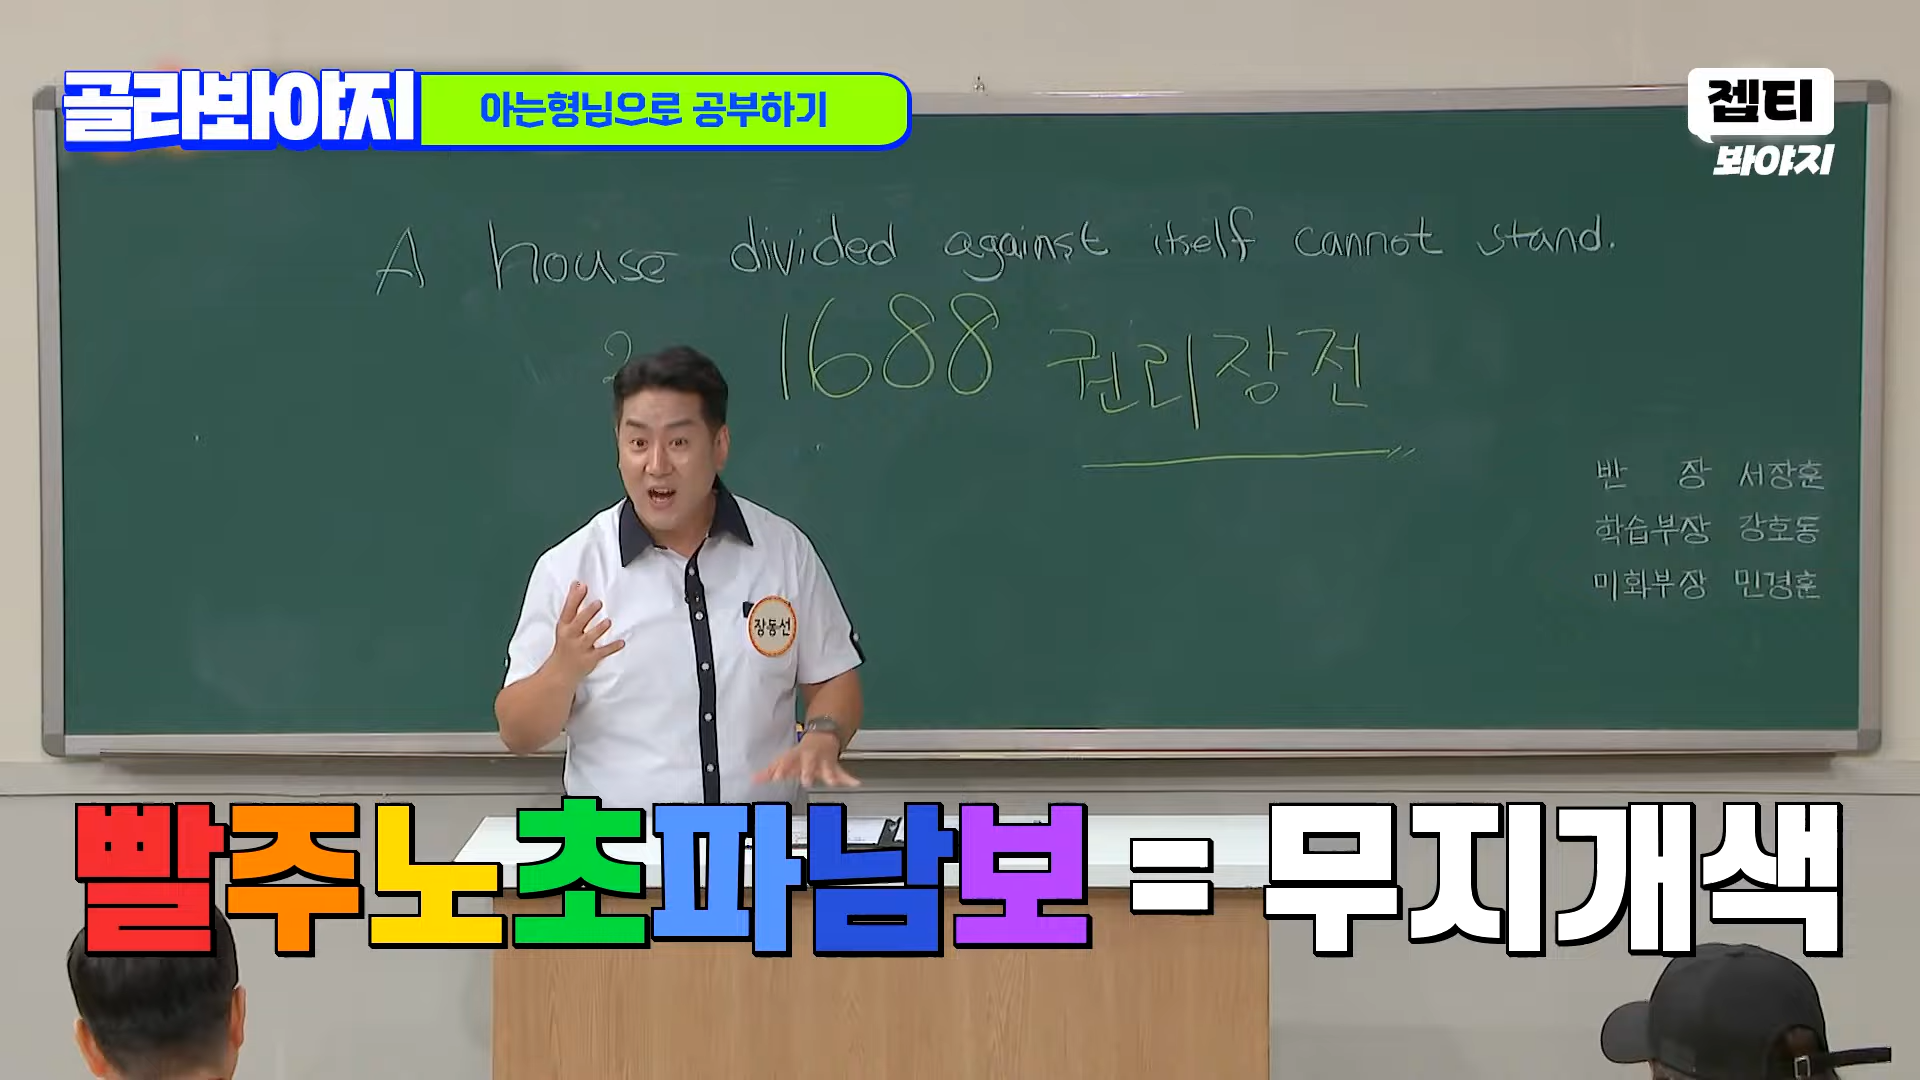 골라봐야지 아는형님으로 공부하기
젭티
봐야지
A house divided against itself cannot stand.
2
1688 권리장전
반 장 서장훈
학습부장 강호동
미화부장 민경훈
장동선
빨주노초파남보 = 무지개색